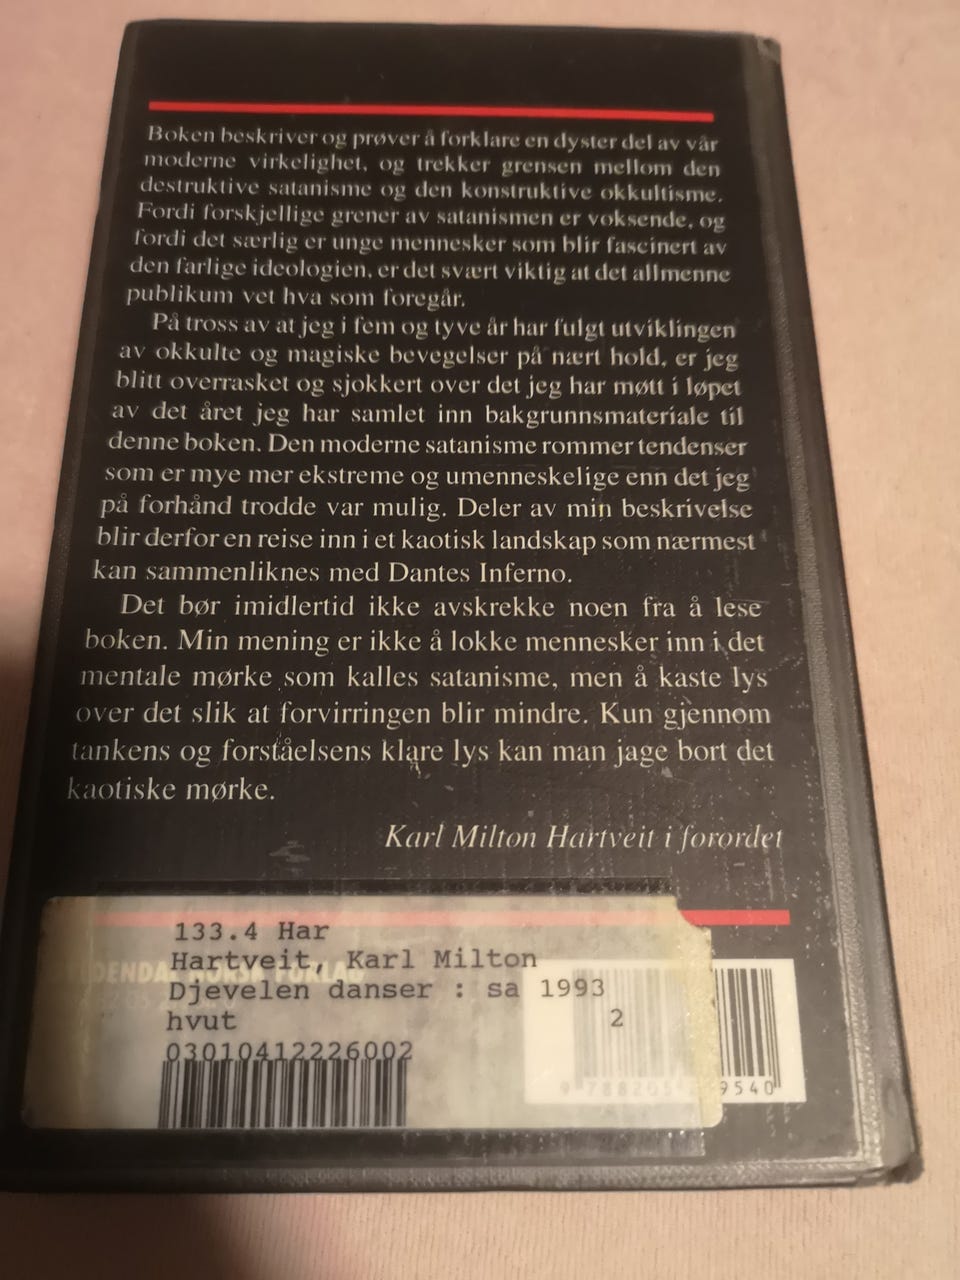 Boken beskriver og prøver å forklare en dyster del av vår
moderne virkelighet, og trekker grensen mellom den
destruktive satanisme og den konstruktive okkultisme.
Fordi forskjellige grener av satanismen er voksende, og
fordi det særlig er unge mennesker som blir fascinert av
den farlige ideologien, er det svært viktig at det allmenne
publikum vet hva som foregår.
På tross av at jeg i fem og tyve år har fulgt utviklingen
av okkulte og magiske bevegelser på nært hold, er jeg
blitt overrasket og sjokkert over det jeg har møtt i løpet
av det året jeg har samlet inn bakgrunnsmateriale til
denne boken. Den moderne satanisme rommer tendenser
som er mye mer ekstreme og umenneskelige enn det jeg
på forhånd trodde var mulig. Deler av min beskrivelse
blir derfor en reise inn i et kaotisk landskap som nærmest
kan sammenliknes med Dantes Inferno.
Det bør imidlertid ikke avskrekke noen fra å lese
boken. Min mening er ikke å lokke mennesker inn i det
mentale mørke som kalles satanisme, men å kaste lys
over det slik at forvirringen blir mindre. Kun gjennom
tankens og forståelsens klare lys kan man jage bort det
kaotiske mørke.
Karl Milton Hartveit i forordet
133.4 Har
Hartveit, Karl Milton
Djevelen danser : sa 1993
hvut 2
03010412226002
9 788205 9540